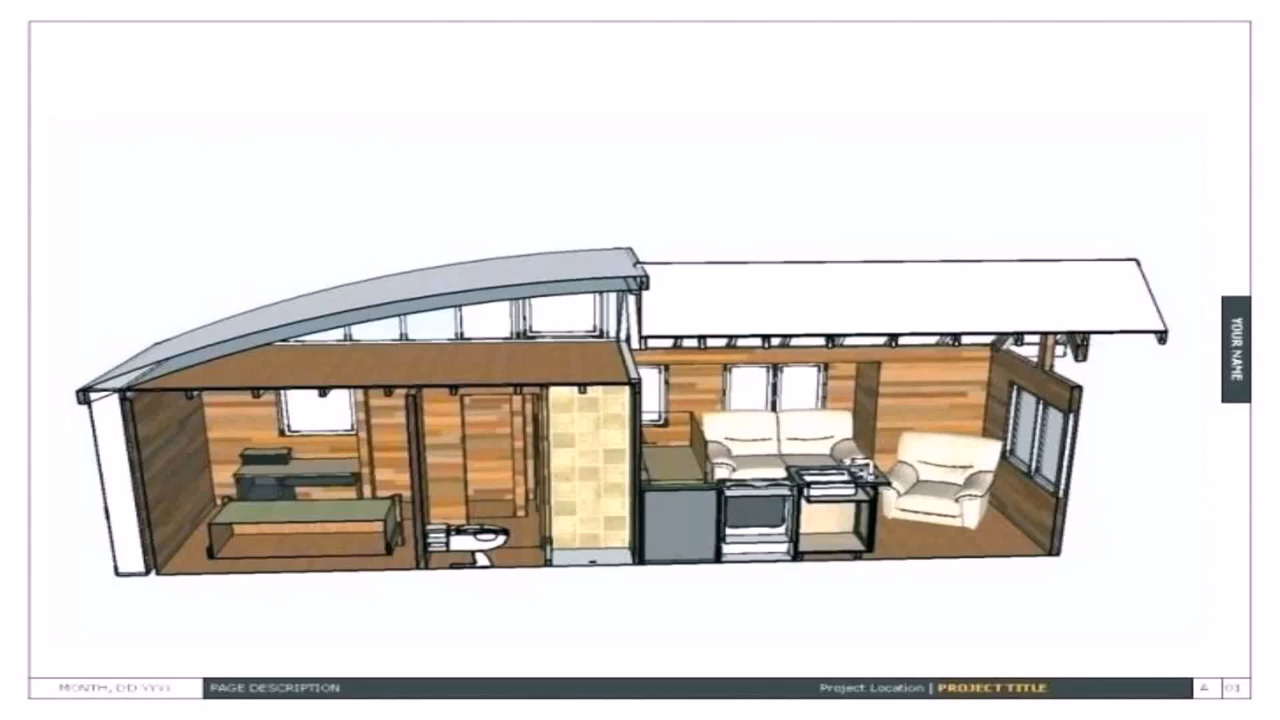 YOUR NAME
MONTH, DD YYYY
PAGE DESCRIPTION
Project Location | PROJECT TITLE
A 01